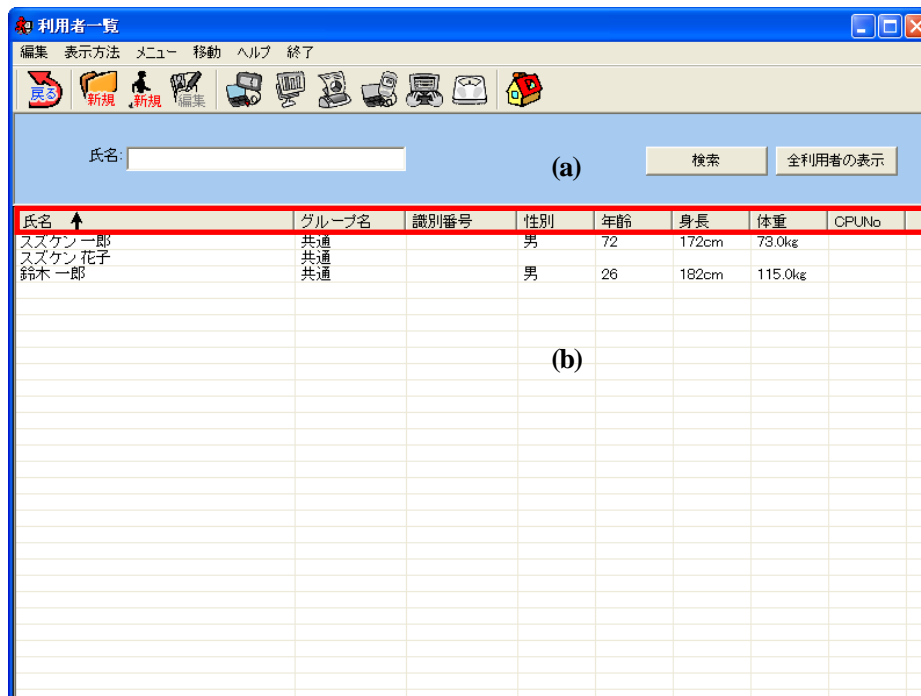 利用者一覧
編集 表示方法 メニュー 移動 ヘルプ 終了
戻る 新規 新規 編集
氏名: (a) 検索 全利用者の表示
氏名 グループ名 識別番号 性別 年齢 身長 体重 CPUNo
スズケン 一郎 共通 男 72 172cm 73.0kg
スズケン 花子 共通
鈴木 一郎 共通 男 26 182cm 115.0kg
(b)